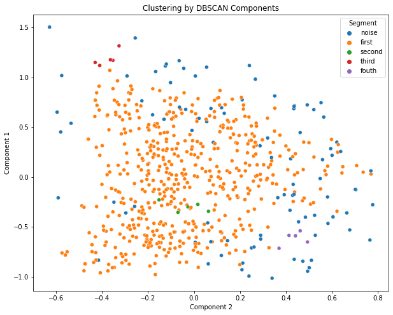 Clustering by DBSCAN Components
Segment
noise
first
second
third
fouth
1.5
1.0
0.5
0.0
−0.5
−1.0
Component 1
−0.6 −0.4 −0.2 0.0 0.2 0.4 0.6 0.8
Component 2